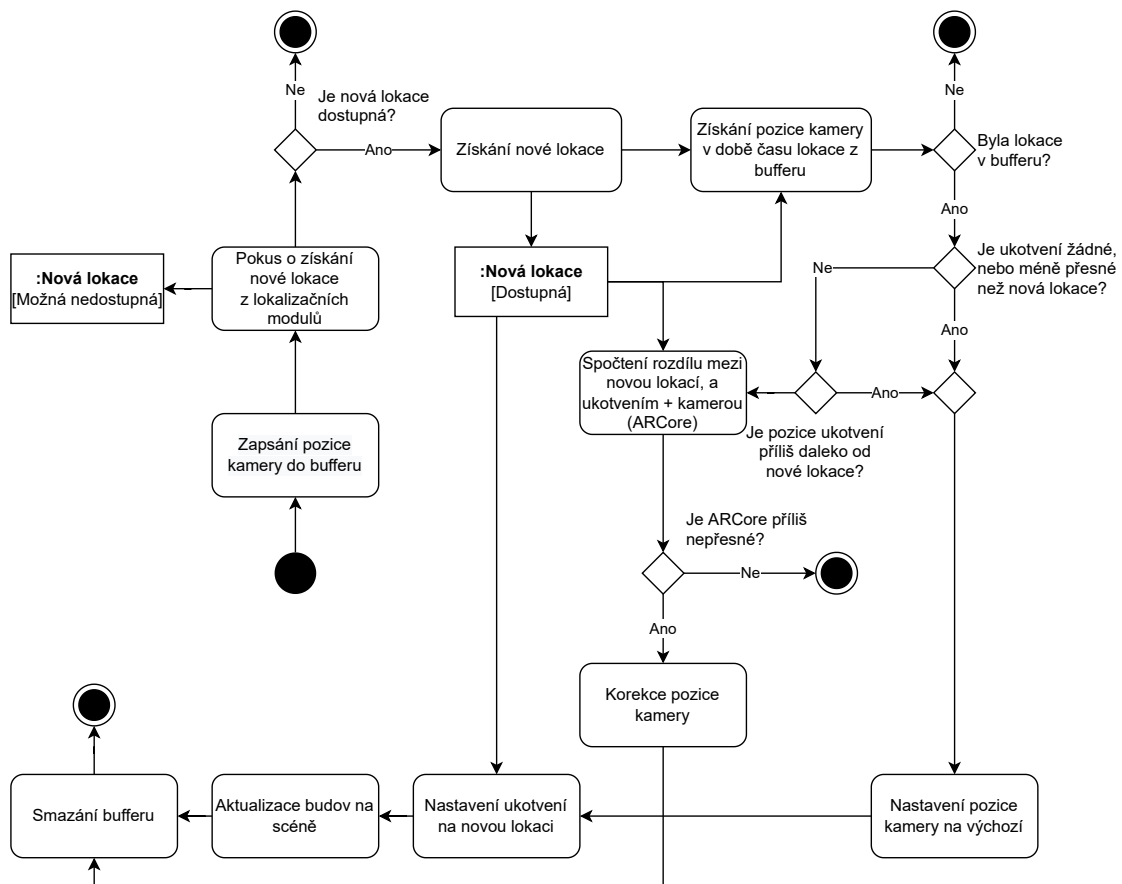 Ne
Je nová lokace
dostupná?
Ano
Získání nové lokace
Získání pozice kamery
v době času lokace z
bufferu
Ne
Byla lokace
v bufferu?
Ano
:Nová lokace
[Možná nedostupná]
Pokus o získání
nové lokace
z lokalizačních
modulů
:Nová lokace
[Dostupná]
Ne
Je ukotvení žádné,
nebo méně přesné
než nová lokace?
Ano
Spočtení rozdílu mezi
novou lokací, a
ukotvením + kamerou
(ARCore)
Ano
Je pozice ukotvení
příliš daleko od
nové lokace?
Zapsání pozice
kamery do bufferu
Je ARCore příliš
nepřesné?
Ne
Ano
Korekce pozice
kamery
Smazání bufferu
Aktualizace budov na
scéně
Nastavení ukotvení
na novou lokaci
Nastavení pozice
kamery na výchozí